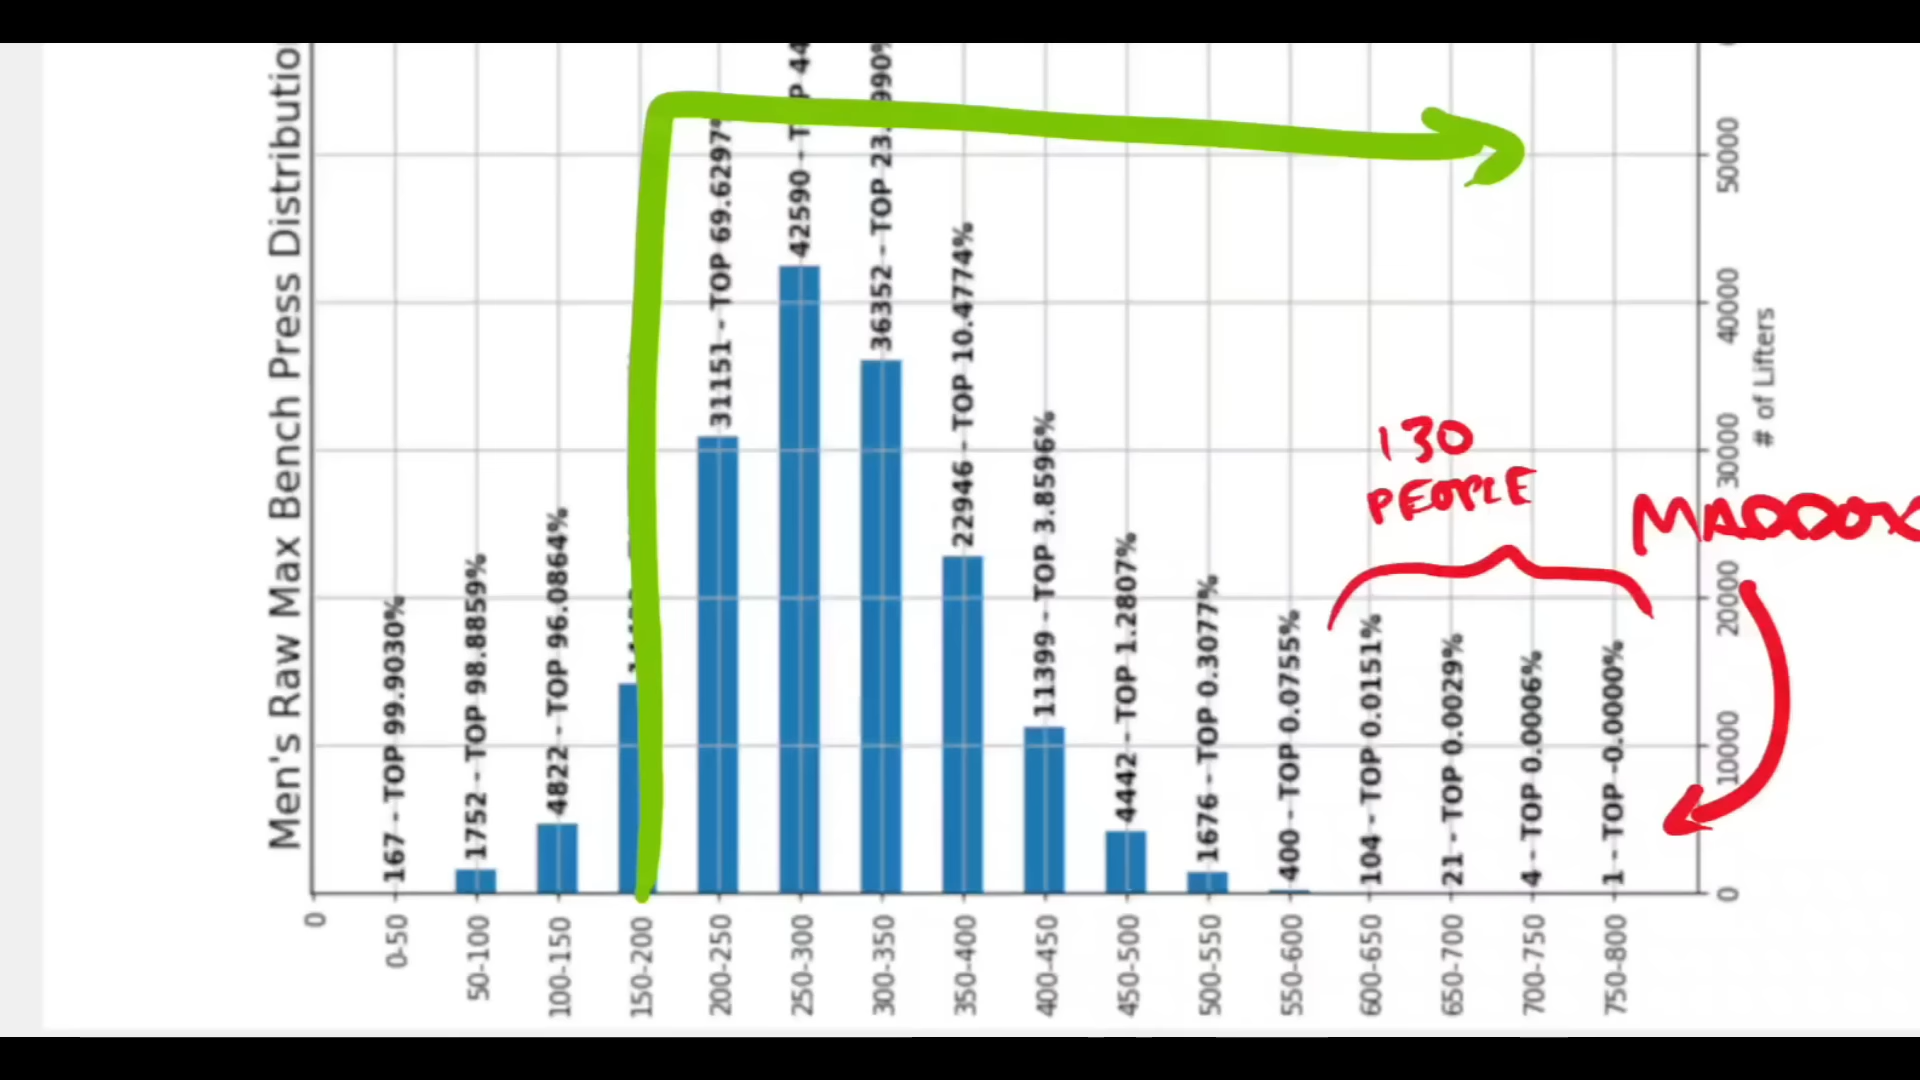 Men's Raw Max Bench Press Distributio
167 - TOP 99.9030%
1752 - TOP 98.8859%
4822 - TOP 96.0864%
31151 - TOP 69.6297%
42590 - TOP 44
36352 - TOP 23.990%
22946 - TOP 10.4774%
11399 - TOP 3.8596%
4442 - TOP 1.2807%
1676 - TOP 0.3077%
400 - TOP 0.0755%
104 - TOP 0.0151%
21 - TOP 0.0029%
4 - TOP 0.0006%
1 - TOP -0.0000%
130
PEOPLE
MADDOX
0
10000
20000
30000
40000
50000
# of Lifters
0
0-50
50-100
100-150
150-200
200-250
250-300
300-350
350-400
400-450
450-500
500-550
550-600
600-650
650-700
700-750
750-800